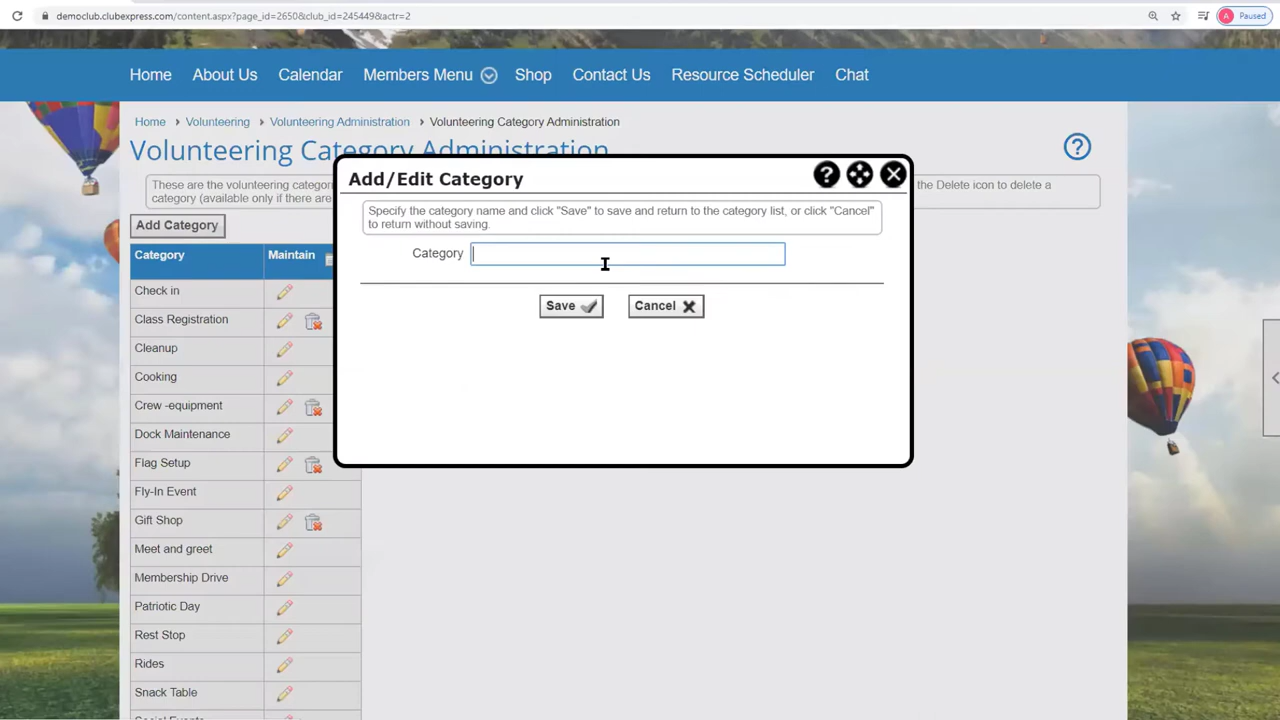 democlub.clubexpress.com/content.aspx?page_id=2650&club_id=245449&actr=2
A Paused
Home About Us Calendar Members Menu Shop Contact Us Resource Scheduler Chat
Home > Volunteering > Volunteering Administration > Volunteering Category Administration
Volunteering Category Administration
?
These are the volunteering categor
the Delete icon to delete a
category (available only if there are
Add Category
Category Maintain
Check in
Class Registration
Cleanup
Cooking
Crew -equipment
Dock Maintenance
Flag Setup
Fly-In Event
Gift Shop
Meet and greet
Membership Drive
Patriotic Day
Rest Stop
Rides
Snack Table
Social Events
Add/Edit Category
?
Specify the category name and click "Save" to save and return to the category list, or click "Cancel"
to return without saving.
Category
Save Cancel